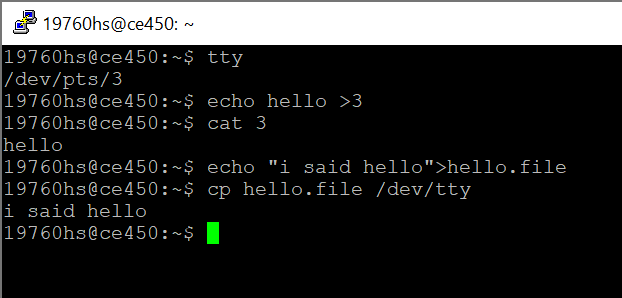 19760hs@ce450: ~
19760hs@ce450:~$ tty
/dev/pts/3
19760hs@ce450:~$ echo hello >3
19760hs@ce450:~$ cat 3
hello
19760hs@ce450:~$ echo "i said hello">hello.file
19760hs@ce450:~$ cp hello.file /dev/tty
i said hello
19760hs@ce450:~$